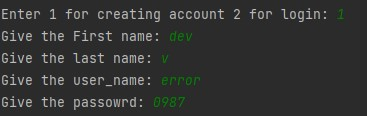 Enter 1 for creating account 2 for login: 1
Give the First name: dev
Give the last name: v
Give the user_name: error
Give the passowrd: 0987